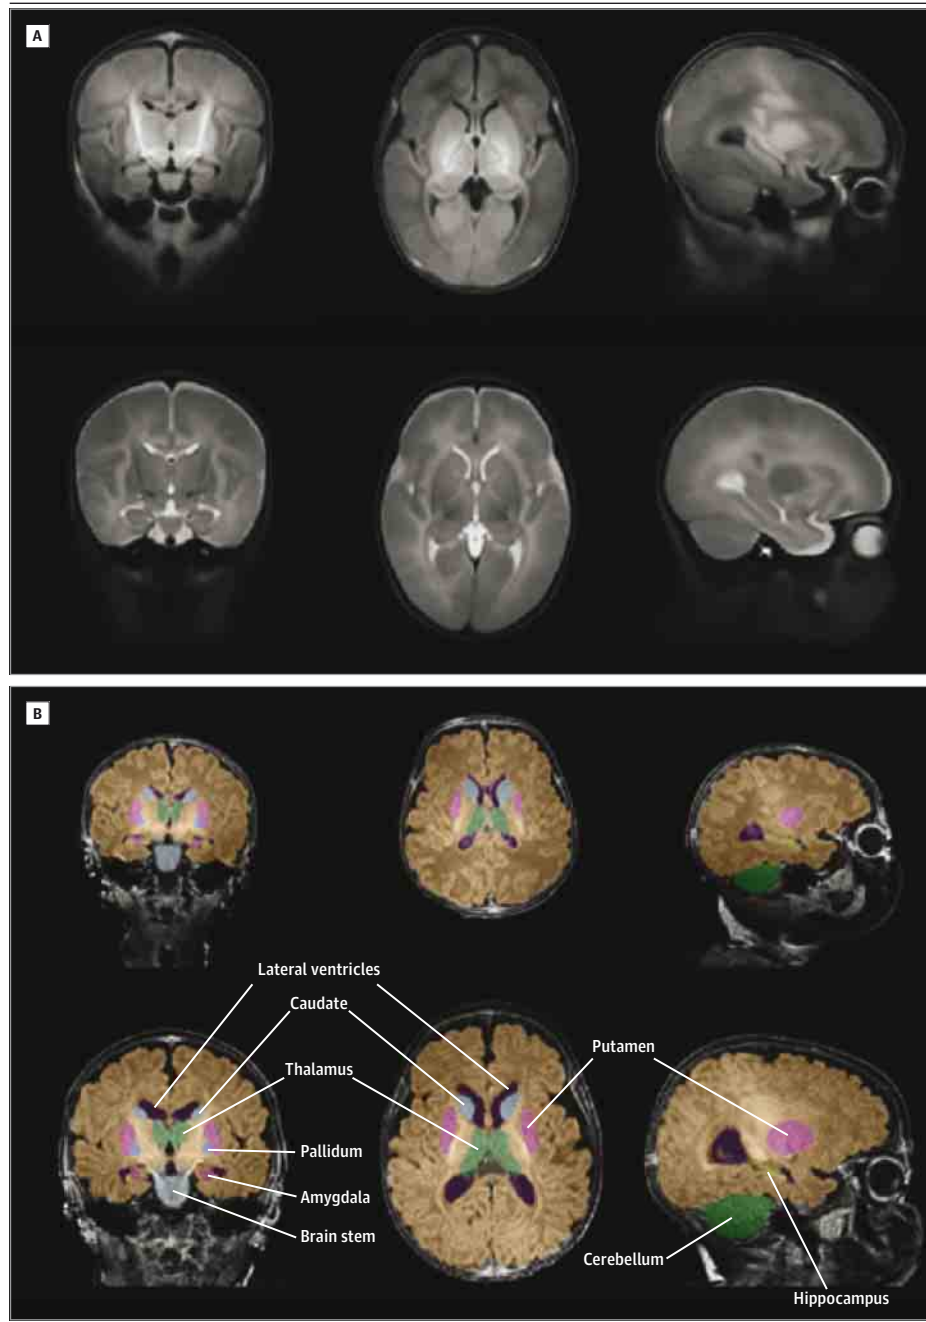 A
B
Lateral ventricles
Caudate
Thalamus
Putamen
Pallidum
Amygdala
Brain stem
Cerebellum
Hippocampus